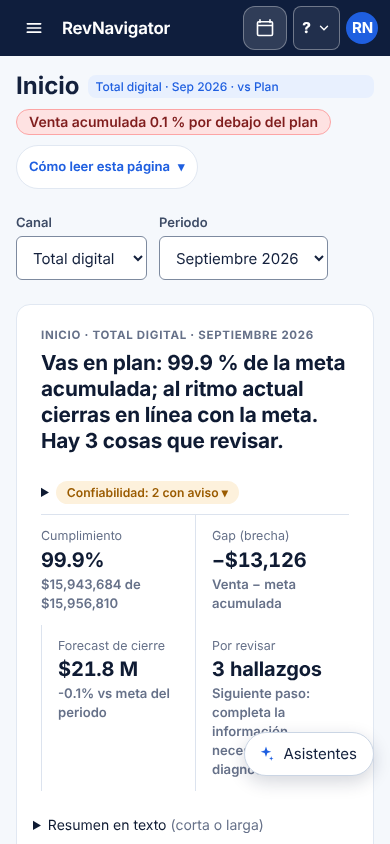 RevNavigator
? RN
Inicio Total digital · Sep 2026 · vs Plan
Venta acumulada 0.1 % por debajo del plan
Cómo leer esta página ▾
Canal Periodo
Total digital Septiembre 2026
INICIO · TOTAL DIGITAL · SEPTIEMBRE 2026
Vas en plan: 99.9 % de la meta
acumulada; al ritmo actual
cierras en línea con la meta.
Hay 3 cosas que revisar.
Confiabilidad: 2 con aviso ▾
Cumplimiento
99.9%
$15,943,684 de
$15,956,810
Gap (brecha)
−$13,126
Venta − meta
acumulada
Forecast de cierre
$21.8 M
-0.1% vs meta del
periodo
Por revisar
3 hallazgos
Siguiente paso:
completa la
información
Asistentes
Resumen en texto (corta o larga)